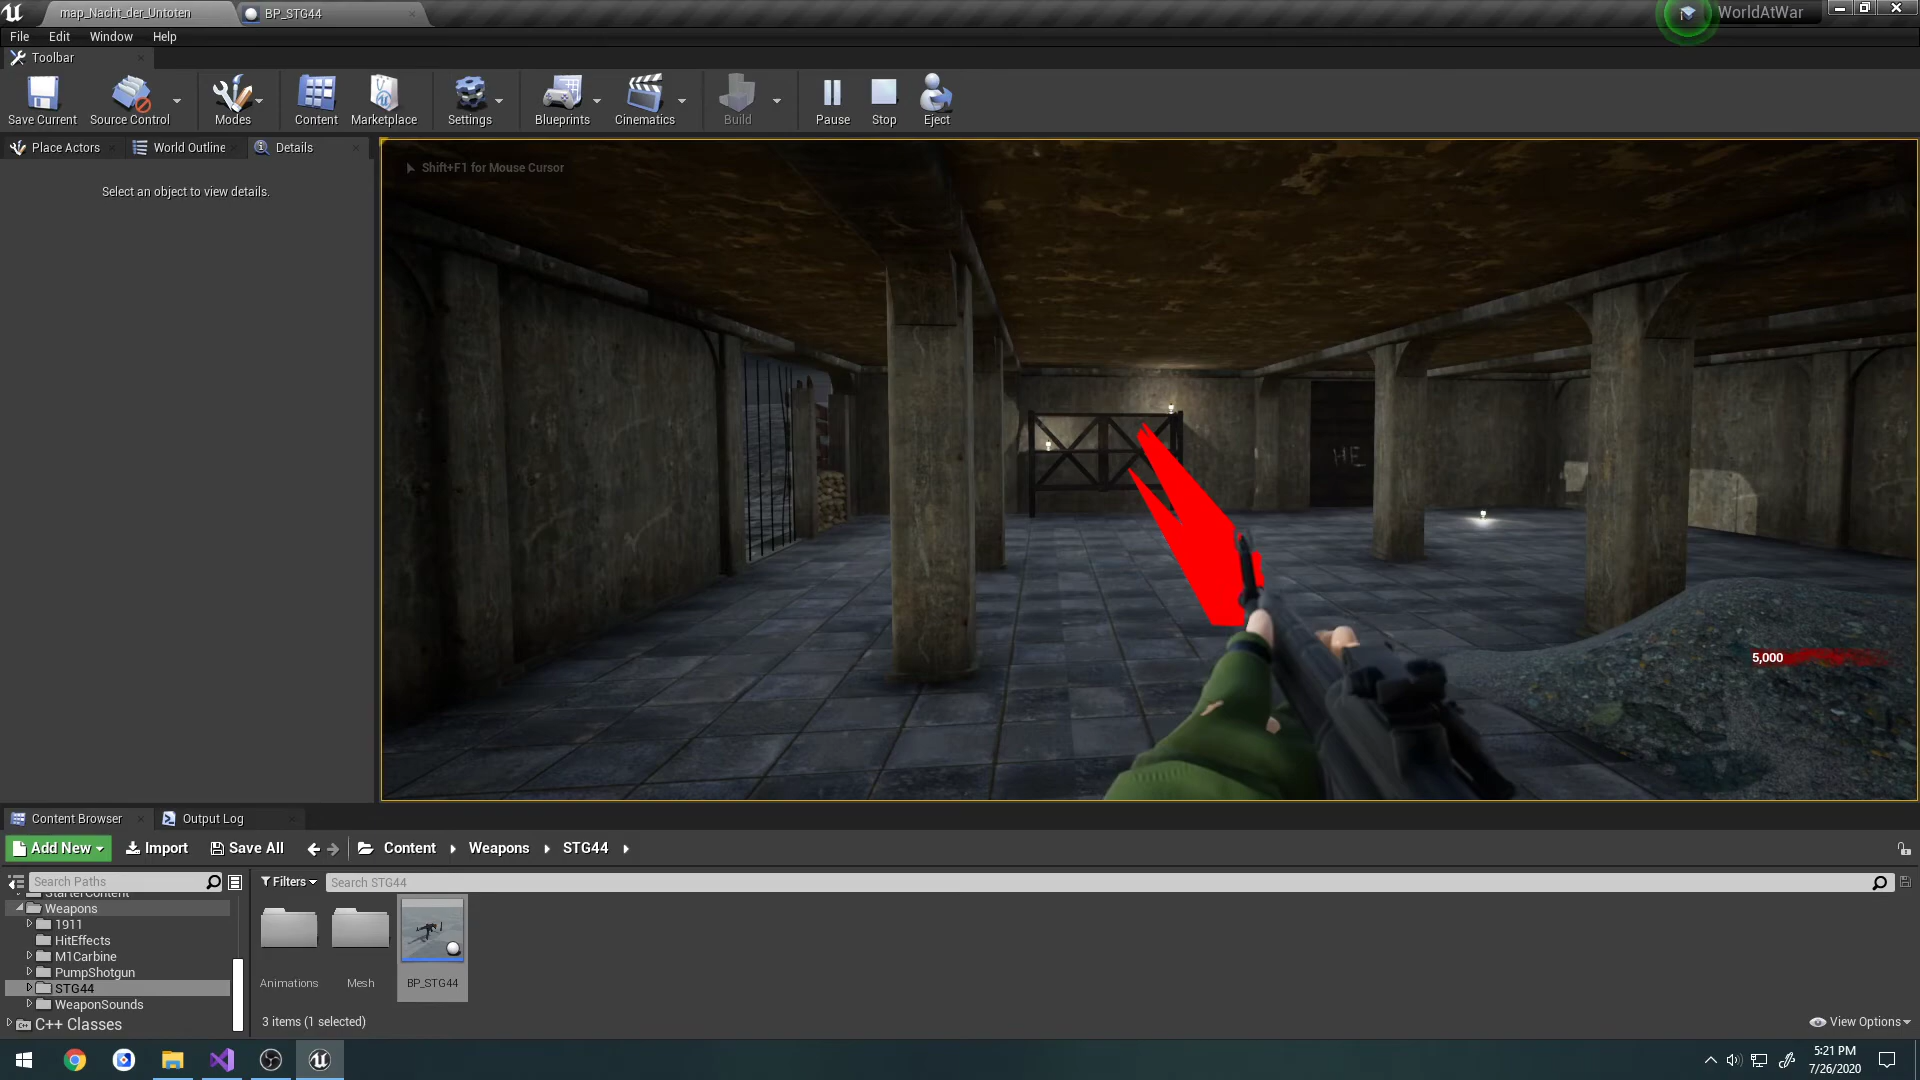 map_Nacht_der_Untoten
BP_STG44
WorldAtWar
File Edit Window Help
Toolbar
Save Current
Source Control
Modes
Content
Marketplace
Settings
Blueprints
Cinematics
Build
Pause
Stop
Eject
Place Actors
World Outline
Details
Select an object to view details.
Shift+F1 for Mouse Cursor
HE
5,000
Content Browser
Output Log
Add New
Import
Save All
Content
Weapons
STG44
Search Paths
Filters
Search STG44
StarterContent
Weapons
1911
HitEffects
M1Carbine
PumpShotgun
STG44
WeaponSounds
C++ Classes
Animations
Mesh
BP_STG44
3 items (1 selected)
View Options
5:21 PM
7/26/2020